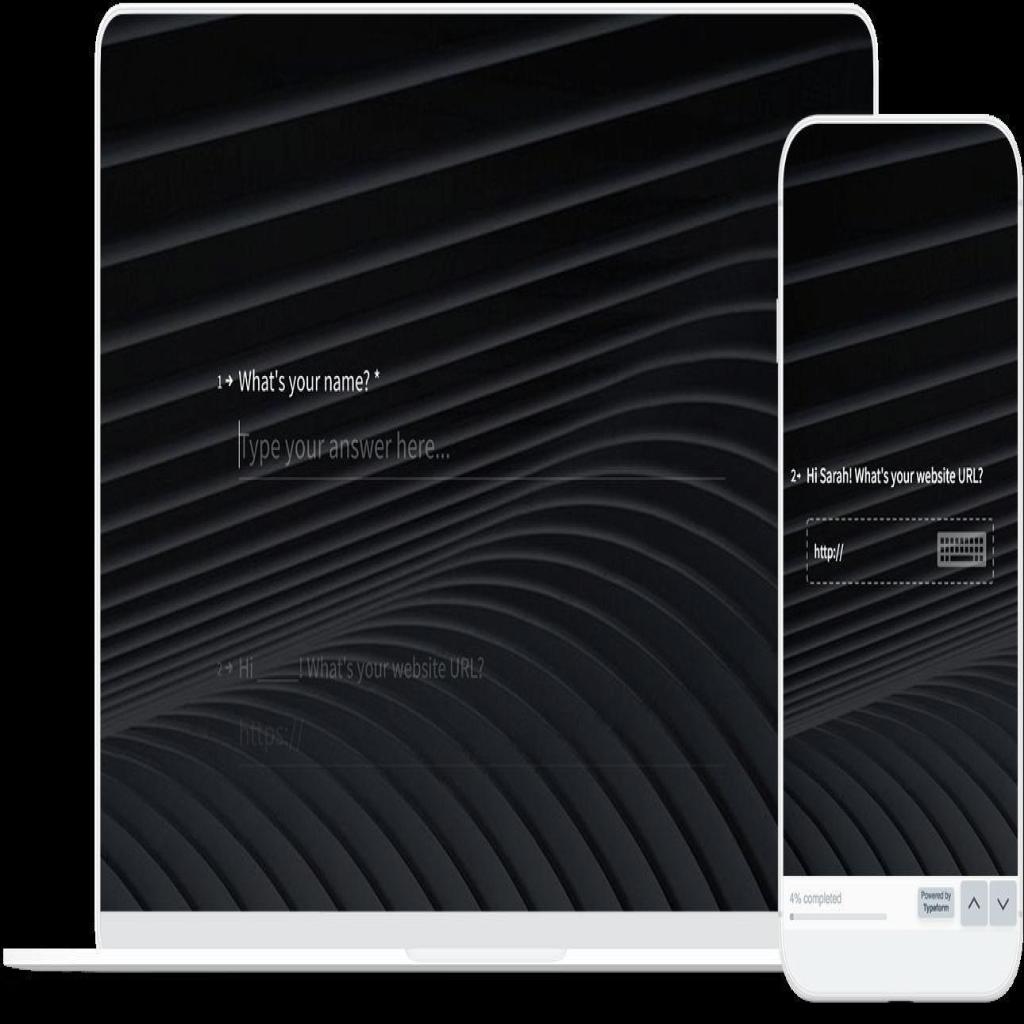 1 → What's your name? *
Type your answer here...
2 → Hi _____! What's your website URL?
https://
2 → Hi Sarah! What's your website URL?
http://
4% completed
Powered by
Typeform